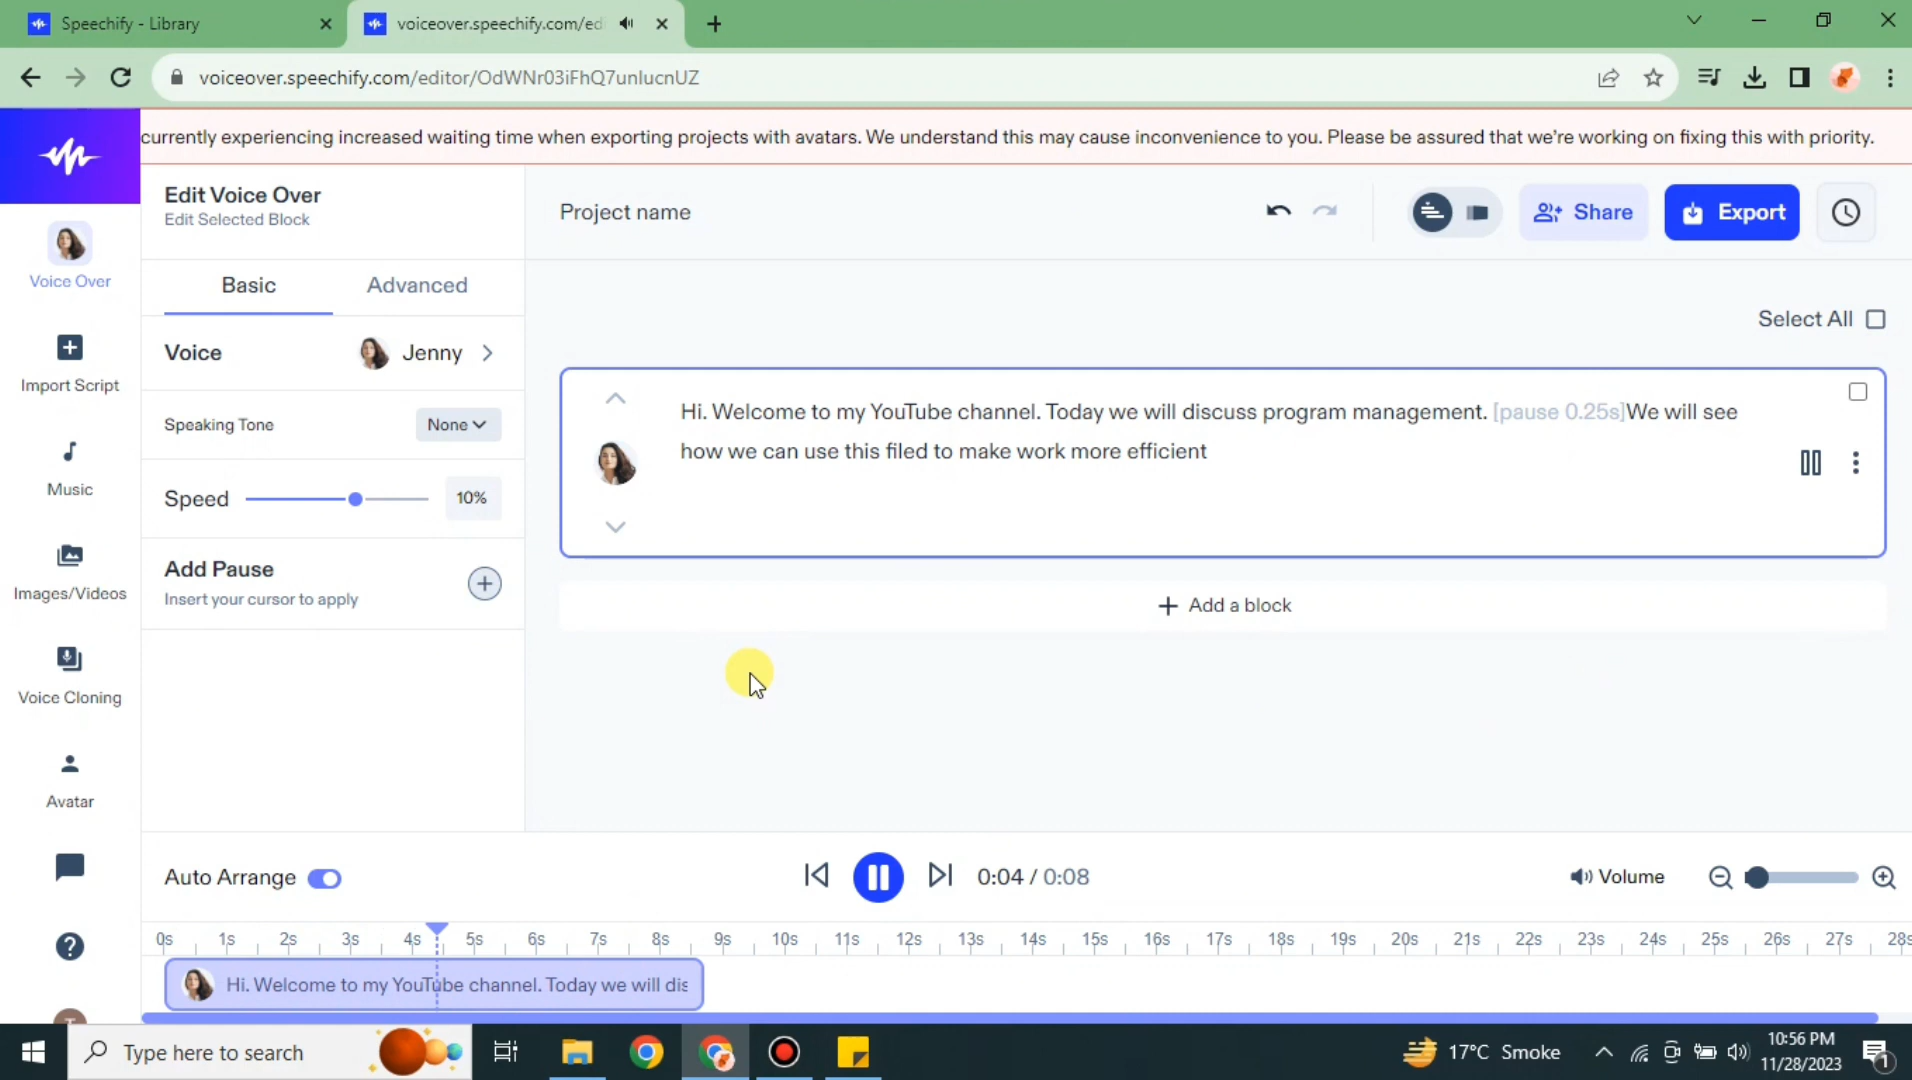 Speechify - Library
voiceover.speechify.com/edi
voiceover.speechify.com/editor/OdWNr03iFhQ7unlucnUZ
currently experiencing increased waiting time when exporting projects with avatars. We understand this may cause inconvenience to you. Please be assured that we're working on fixing this with priority.
Edit Voice Over
Edit Selected Block
Project name
Share
Export
Voice Over
Basic
Advanced
Select All
Voice
Jenny
Import Script
Speaking Tone
None
Hi. Welcome to my YouTube channel. Today we will discuss program management. [pause 0.25s]We will see
how we can use this filed to make work more efficient
Music
Speed
10%
Add Pause
Insert your cursor to apply
Images/Videos
+ Add a block
Voice Cloning
Avatar
Auto Arrange
0:04 / 0:08
Volume
0s 1s 2s 3s 4s 5s 6s 7s 8s 9s 10s 11s 12s 13s 14s 15s 16s 17s 18s 19s 20s 21s 22s 23s 24s 25s 26s 27s 28s
Hi. Welcome to my YouTube channel. Today we will dis
Type here to search
17°C Smoke
10:56 PM
11/28/2023
1